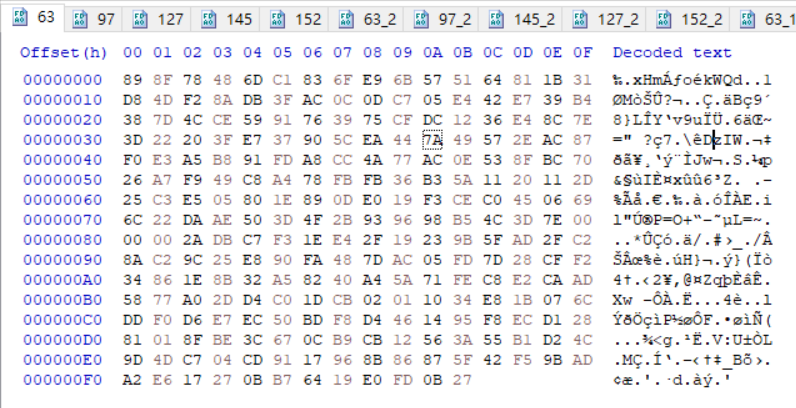 63 97 127 145 152 63_2 97_2 145_2 127_2 152_2 63_1
Offset(h) 00 01 02 03 04 05 06 07 08 09 0A 0B 0C 0D 0E 0F Decoded text
00000000 89 8F 78 48 6D C1 83 6F E9 6B 57 51 64 81 1B 31 ‰.xHmÁƒoékWQd..1
00000010 D8 4D F2 8A DB 3F AC 0C 0D C7 05 E4 42 E7 39 B4 ØMòŠÛ?¬..Ç.äBç9´
00000020 38 7D 4C CE 59 91 76 39 75 CF DC 12 36 E4 8C 7E 8}LÎY‘v9uÏÜ.6äŒ~
00000030 3D 22 20 3F E7 37 90 5C EA 44 7A 49 57 2E AC 87 =" ?ç7.\êDzIW.¬‡
00000040 F0 E3 A5 B8 91 FD A8 CC 4A 77 AC 0E 53 8F BC 70 ðã¥¸‘ý¨ÌJw¬.S.¼p
00000050 26 A7 F9 49 C8 A4 78 FB FB 36 B3 5A 11 20 11 2D &§ùIÈ¤xûû6³Z. .-
00000060 25 C3 E5 05 80 1E 89 0D E0 19 F3 CE C0 45 06 69 %Ãå.€.‰.à.óÎÀE.i
00000070 6C 22 DA AE 50 3D 4F 2B 93 96 98 B5 4C 3D 7E 00 l"Ú®P=O+“–˜µL=~.
00000080 00 00 2A DB C7 F3 1E E4 2F 19 23 9B 5F AD 2F C2 ..*ÛÇó.ä/.#›_./Â
00000090 8A C2 9C 25 E8 90 FA 48 7D AC 05 FD 7D 28 CF F2 ŠÂœ%è.úH}¬.ý}(Ïò
000000A0 34 86 1E 8B 32 A5 82 40 A4 5A 71 FE C8 E2 CA AD 4†.‹2¥‚@¤ZqþÈâÊ.
000000B0 58 77 A0 2D D4 C0 1D CB 02 01 10 34 E8 1B 07 6C Xw -ÔÀ.Ë...4è..l
000000C0 DD F0 D6 E7 EC 50 BD F8 D4 46 14 95 F8 EC D1 28 ÝðÖçìP½øÔF.•øìÑ(
000000D0 81 01 8F BE 3C 67 0C B9 CB 12 56 3A 55 B1 D2 4C ...¾<g.¹Ë.V:U±ÒL
000000E0 9D 4D C7 04 CD 91 17 96 8B 86 87 5F 42 F5 9B AD .MÇ.Í‘.–‹†‡_Bõ›.
000000F0 A2 E6 17 27 0B B7 64 19 E0 FD 0B 27 ¢æ.'.·d.àý.'